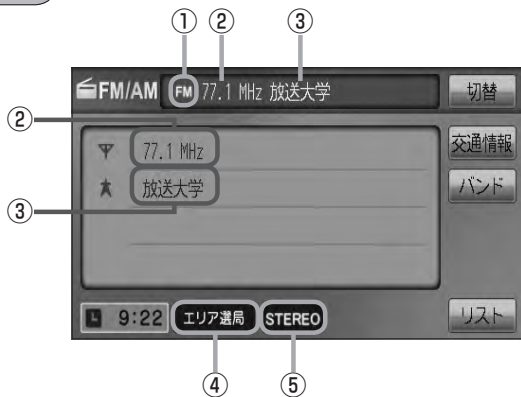 ① ② ③
FM/AM FM 77.1 MHz 放送大学 切替
②
77.1 MHz 交通情報
放送大学 バンド
③
9:22 エリア選局 STEREO リスト
④ ⑤